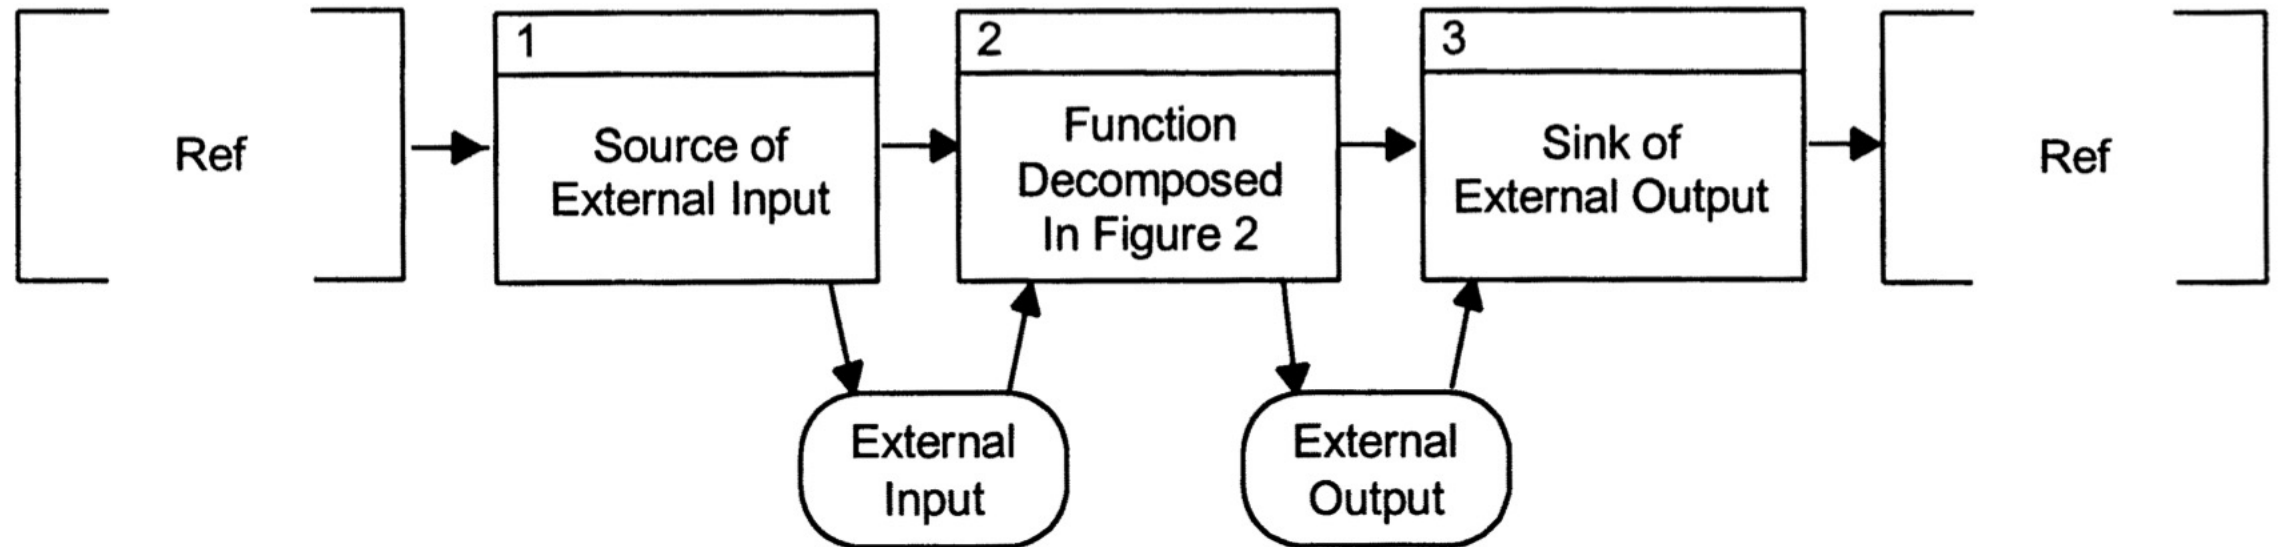 Ref
1
Source of
External Input
2
Function
Decomposed
In Figure 2
3
Sink of
External Output
Ref
External
Input
External
Output